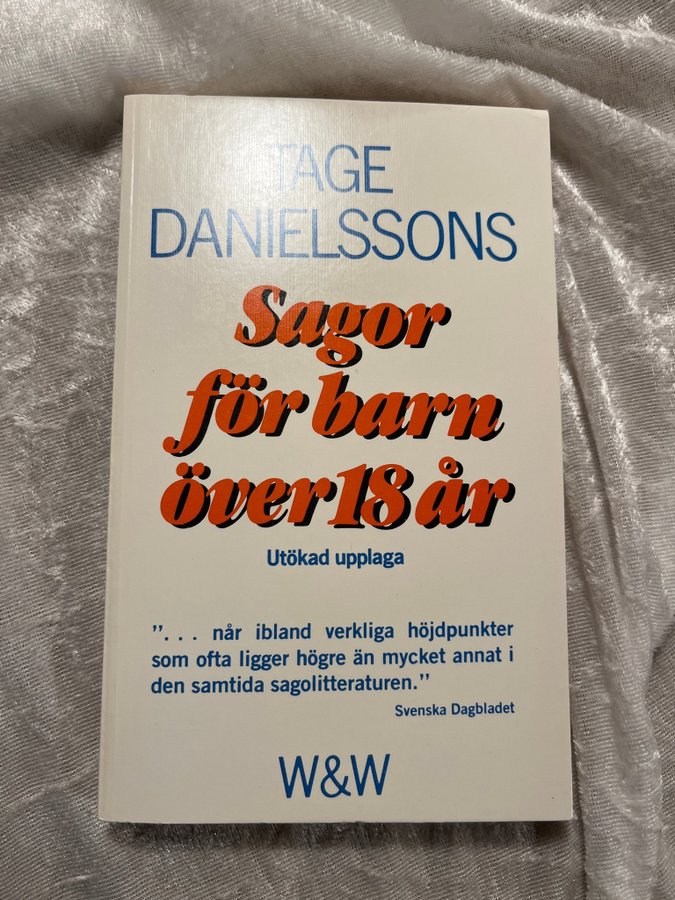 TAGE
DANIELSSONS
Sagor
för barn
över 18 år
Utökad upplaga
”. . . når ibland verkliga höjdpunkter
som ofta ligger högre än mycket annat i
den samtida sagolitteraturen.”
Svenska Dagbladet
W&W